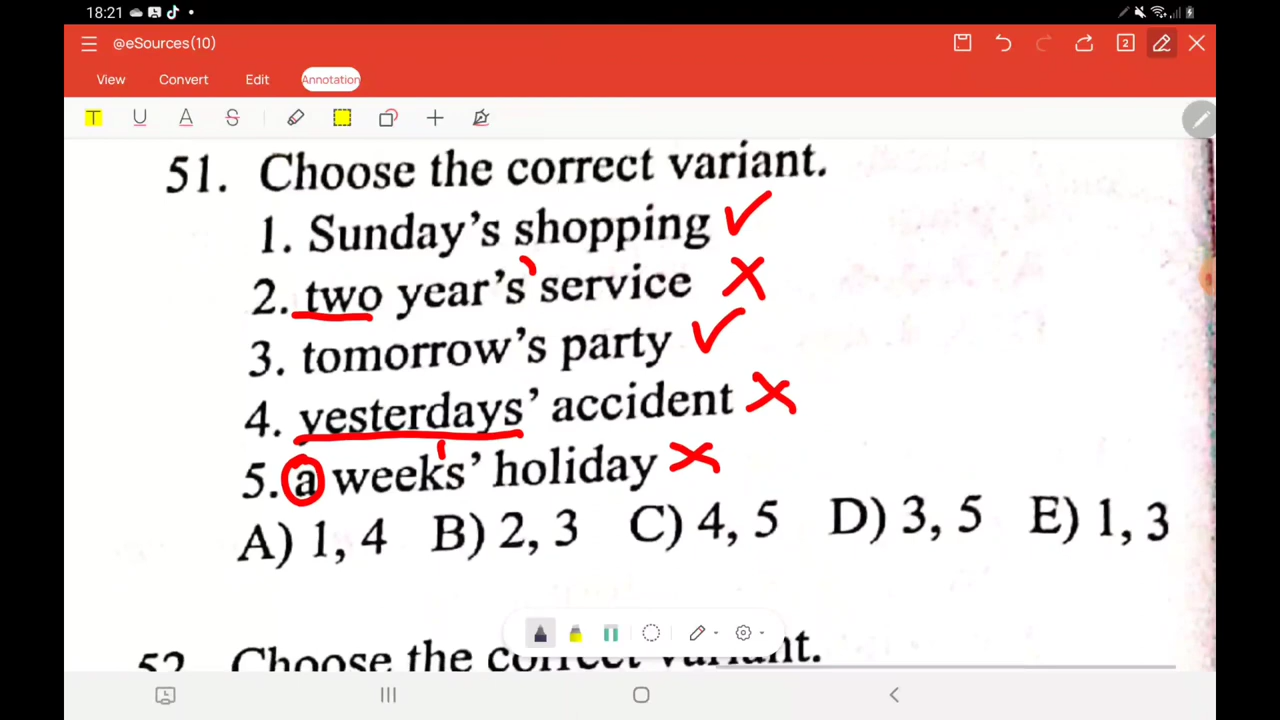 18:21
@eSources(10)
2
View Convert Edit Annotation
T U A S
51. Choose the correct variant.
1. Sunday's shopping
2. two year's' service
3. tomorrow's party
4. yesterdays' accident
5. a week's' holiday
A) 1, 4 B) 2, 3 C) 4, 5 D) 3, 5 E) 1, 3
52. Choose the correct variant.